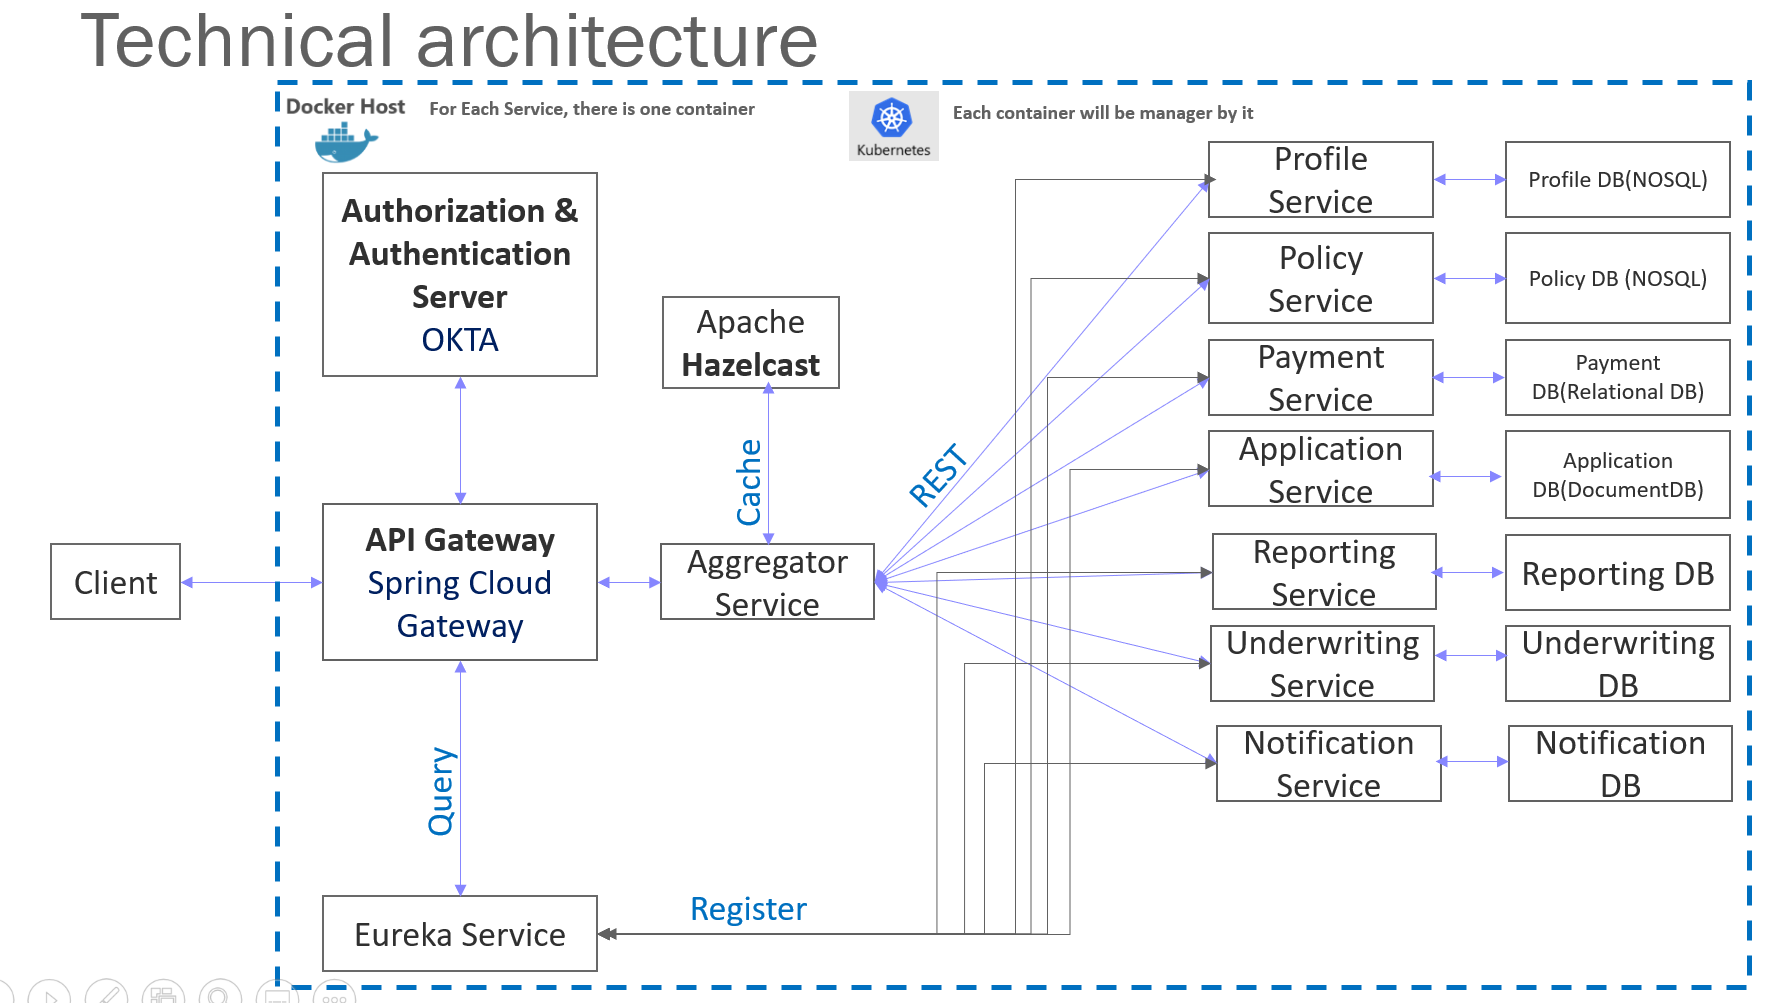 Technical architecture
Docker Host
For Each Service, there is one container
Kubernetes
Each container will be manager by it
Authorization &
Authentication
Server
OKTA
Apache
Hazelcast
Cache
REST
Client
API Gateway
Spring Cloud
Gateway
Aggregator
Service
Query
Eureka Service
Register
Profile
Service
Profile DB(NOSQL)
Policy
Service
Policy DB (NOSQL)
Payment
Service
Payment
DB(Relational DB)
Application
Service
Application
DB(DocumentDB)
Reporting
Service
Reporting DB
Underwriting
Service
Underwriting
DB
Notification
Service
Notification
DB